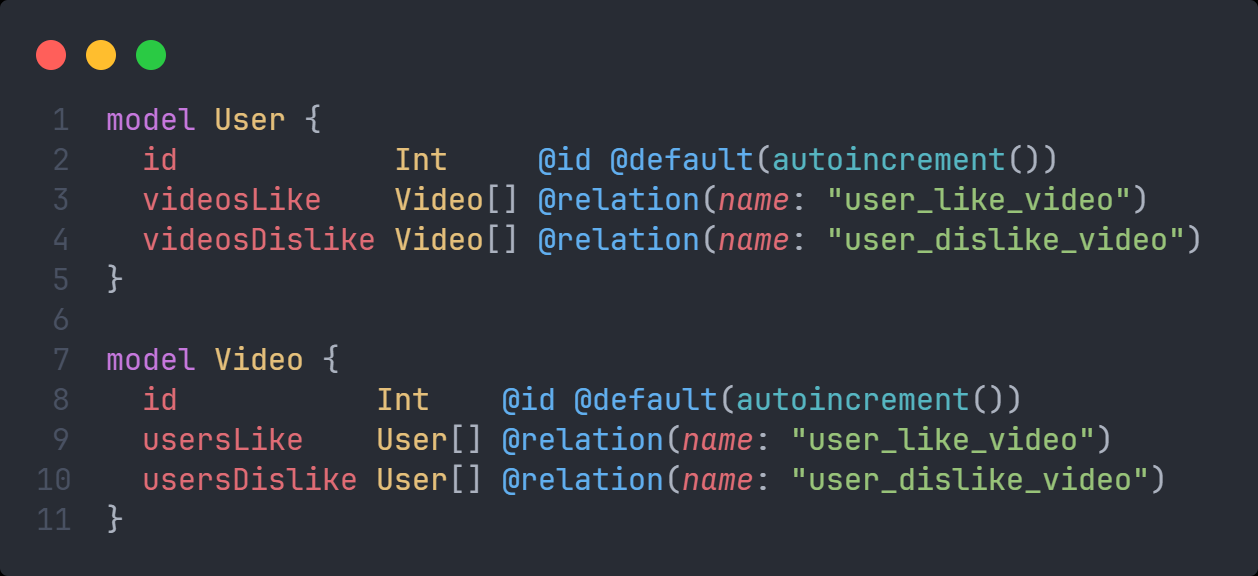 1 model User {
2   id            Int     @id @default(autoincrement())
3   videosLike    Video[] @relation(name: "user_like_video")
4   videosDislike Video[] @relation(name: "user_dislike_video")
5 }
6
7 model Video {
8   id           Int    @id @default(autoincrement())
9   usersLike    User[] @relation(name: "user_like_video")
10   usersDislike User[] @relation(name: "user_dislike_video")
11 }